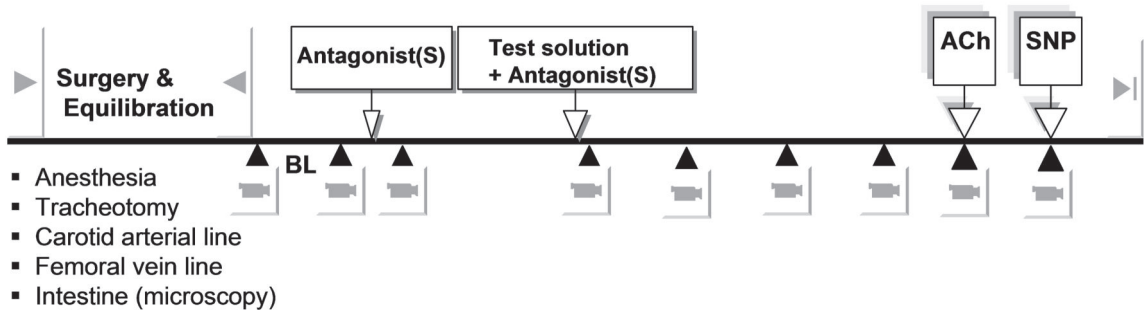 Surgery &
Equilibration
Antagonist(S)
Test solution
+ Antagonist(S)
ACh
SNP
BL
▪ Anesthesia
▪ Tracheotomy
▪ Carotid arterial line
▪ Femoral vein line
▪ Intestine (microscopy)